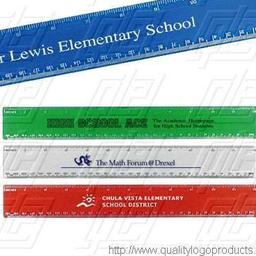 r Lewis Elementary School
HIGH SCHOOL ACE
The Academic Homepage
for High School Students
The Math Forum@Drexel
CHULA VISTA ELEMENTARY
SCHOOL DISTRICT
http://www.qualitylogoproducts.